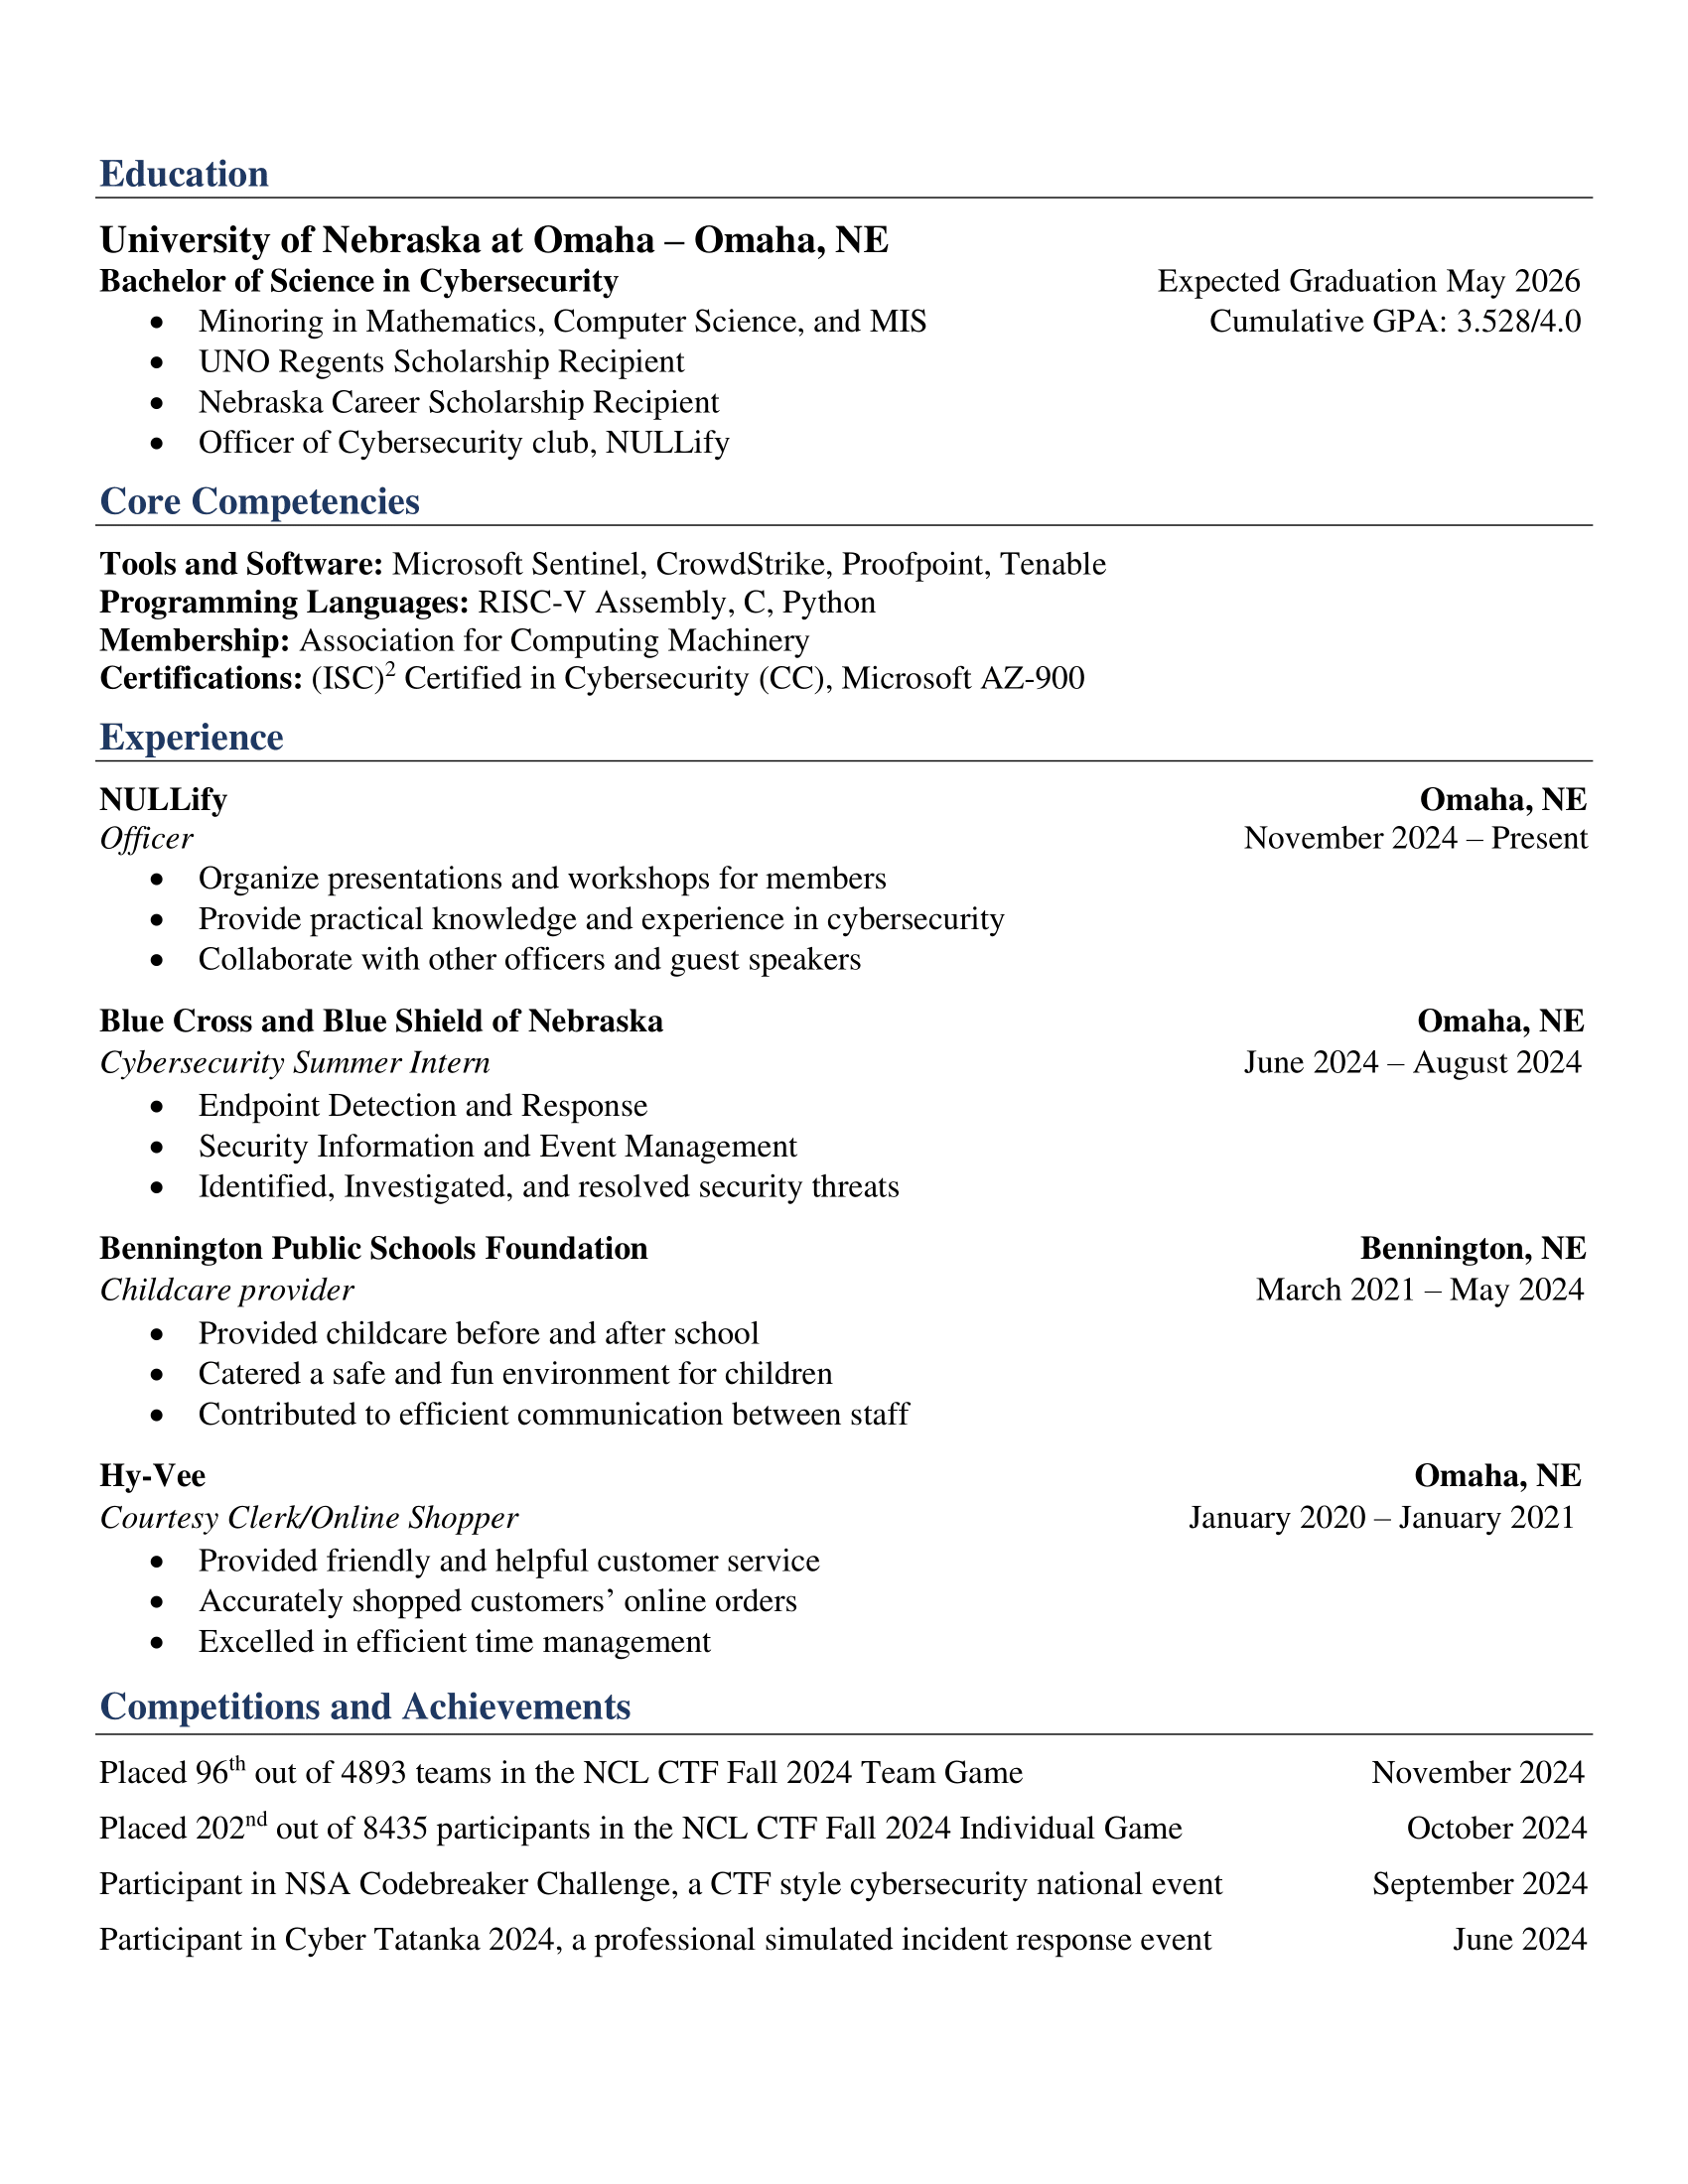 Education
University of Nebraska at Omaha – Omaha, NE
Bachelor of Science in Cybersecurity Expected Graduation May 2026
• Minoring in Mathematics, Computer Science, and MIS Cumulative GPA: 3.528/4.0
• UNO Regents Scholarship Recipient
• Nebraska Career Scholarship Recipient
• Officer of Cybersecurity club, NULLify
Core Competencies
Tools and Software: Microsoft Sentinel, CrowdStrike, Proofpoint, Tenable
Programming Languages: RISC-V Assembly, C, Python
Membership: Association for Computing Machinery
Certifications: (ISC)² Certified in Cybersecurity (CC), Microsoft AZ-900
Experience
NULLify Omaha, NE
Officer November 2024 – Present
• Organize presentations and workshops for members
• Provide practical knowledge and experience in cybersecurity
• Collaborate with other officers and guest speakers
Blue Cross and Blue Shield of Nebraska Omaha, NE
Cybersecurity Summer Intern June 2024 – August 2024
• Endpoint Detection and Response
• Security Information and Event Management
• Identified, Investigated, and resolved security threats
Bennington Public Schools Foundation Bennington, NE
Childcare provider March 2021 – May 2024
• Provided childcare before and after school
• Catered a safe and fun environment for children
• Contributed to efficient communication between staff
Hy-Vee Omaha, NE
Courtesy Clerk/Online Shopper January 2020 – January 2021
• Provided friendly and helpful customer service
• Accurately shopped customers’ online orders
• Excelled in efficient time management
Competitions and Achievements
Placed 96th out of 4893 teams in the NCL CTF Fall 2024 Team Game November 2024
Placed 202nd out of 8435 participants in the NCL CTF Fall 2024 Individual Game October 2024
Participant in NSA Codebreaker Challenge, a CTF style cybersecurity national event September 2024
Participant in Cyber Tatanka 2024, a professional simulated incident response event June 2024